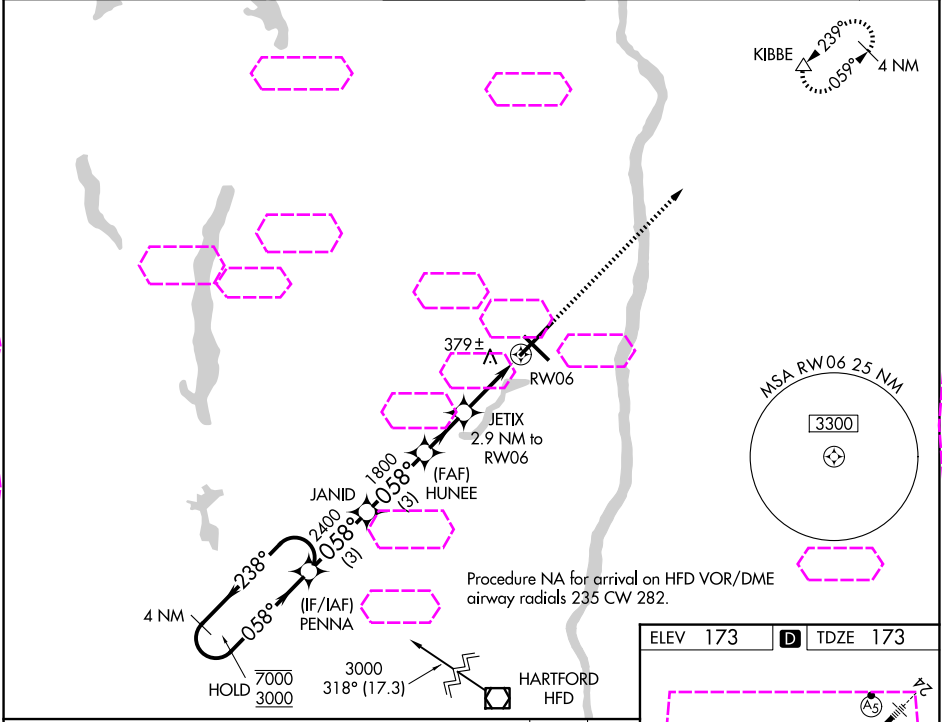 KIBBE
239°
059°
4 NM
379±
RW06
JETIX
2.9 NM to
RW06
(FAF)
HUNEE
1800
058°
(3)
JANID
2400
058°
(3)
(IF/IAF)
PENNA
238°
058°
4 NM
HOLD
7000
3000
3000
318° (17.3)
HARTFORD
HFD
Procedure NA for arrival on HFD VOR/DME
airway radials 235 CW 282.
MSA RW06 25 NM
3300
ELEV 173 D TDZE 173
24
A5